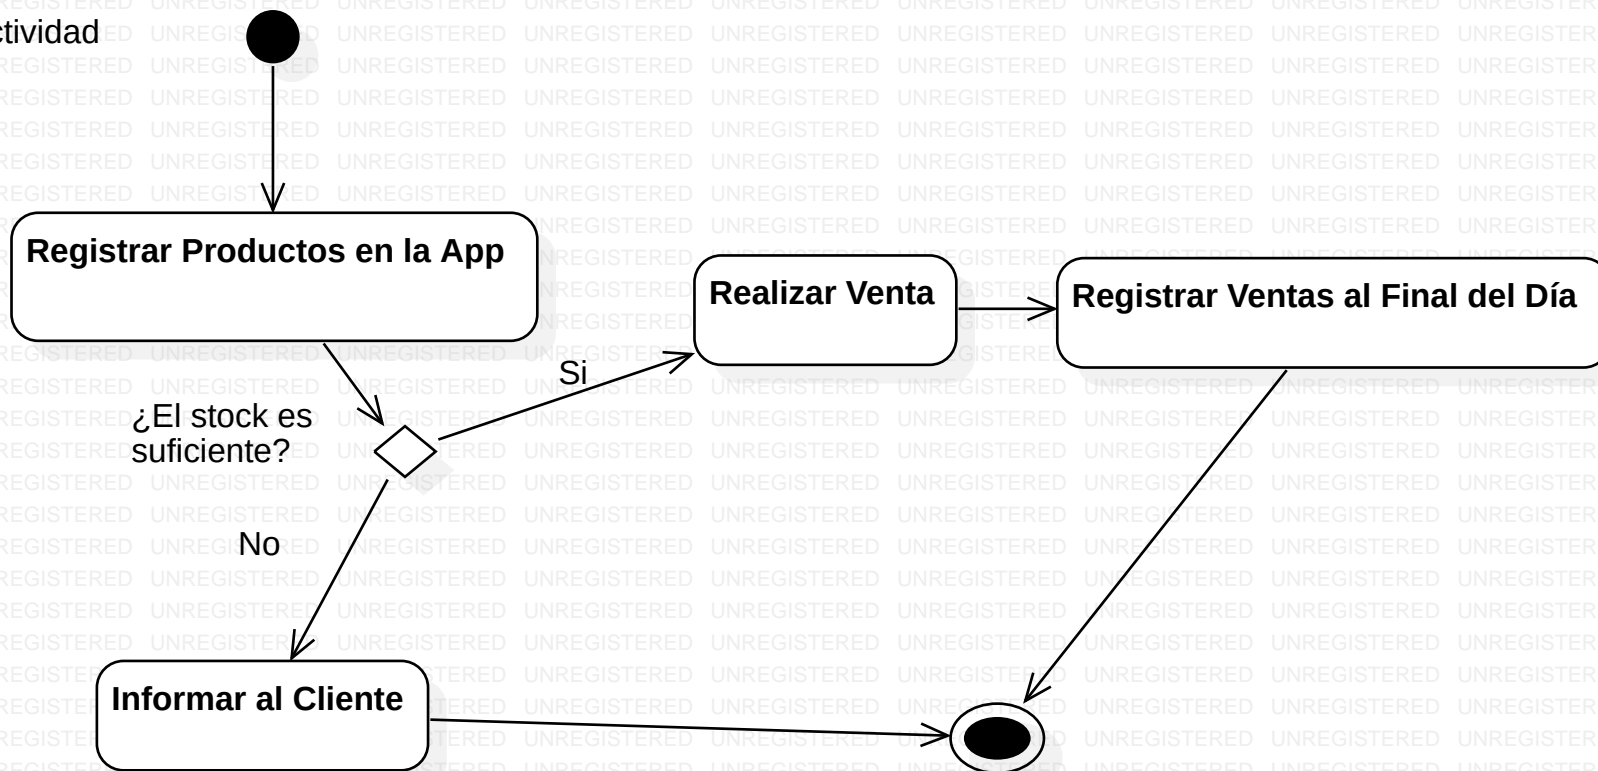 ctividad
Registrar Productos en la App
Realizar Venta
Registrar Ventas al Final del Día
Si
¿El stock es
suficiente?
No
Informar al Cliente
UNREGISTERED